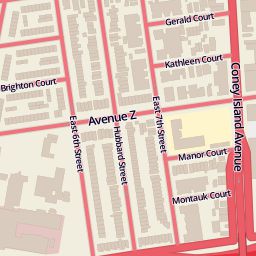 Gerald Court
Kathleen Court
Coney Island Avenue
Brighton Court
Avenue Z
East 6th Street
Hubbard Street
East 7th Street
Manor Court
Montauk Court